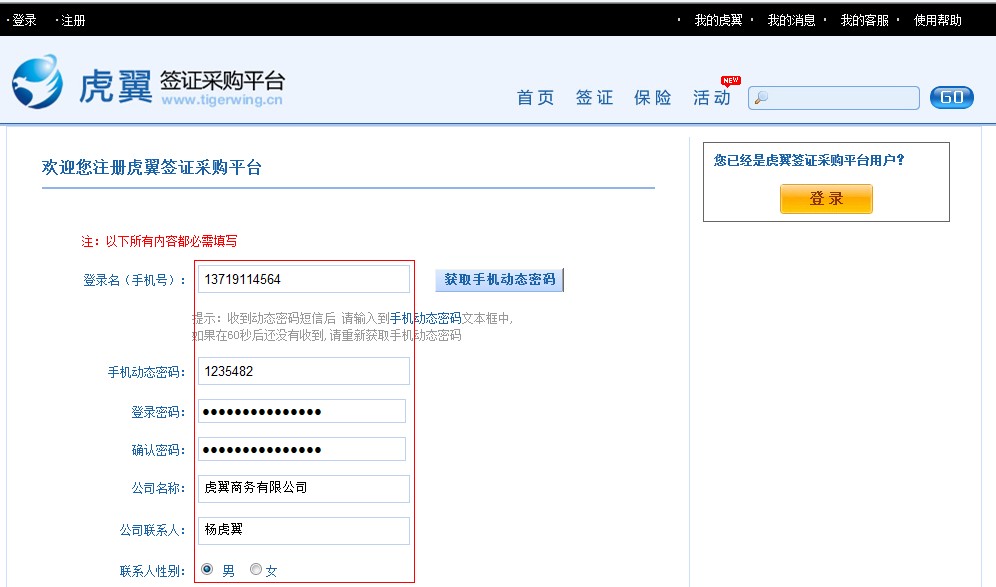 ·登录 ·注册 · 我的虎翼 · 我的消息 · 我的客服 · 使用帮助
虎翼 签证采购平台
www.tigerwing.cn
首页 签证 保险 活动 NEW GO
欢迎您注册虎翼签证采购平台
您已经是虎翼签证采购平台用户？
登录
注：以下所有内容都必需填写
登录名（手机号）： 13719114564 获取手机动态密码
提示：收到动态密码短信后 请输入到手机动态密码文本框中,
如果在60秒后还没有收到,请重新获取手机动态密码
手机动态密码： 1235482
登录密码： ●●●●●●●●●●●●●●●
确认密码： ●●●●●●●●●●●●●●●
公司名称： 虎翼商务有限公司
公司联系人： 杨虎翼
联系人性别： 男 女